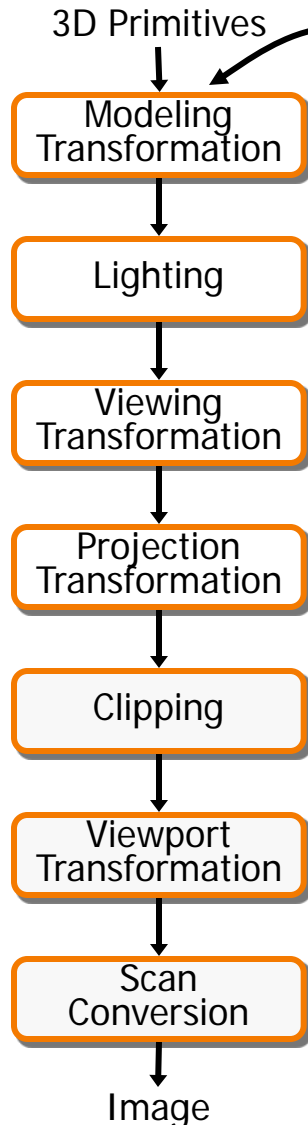 3D Primitives
Modeling
Transformation
Lighting
Viewing
Transformation
Projection
Transformation
Clipping
Viewport
Transformation
Scan
Conversion
Image